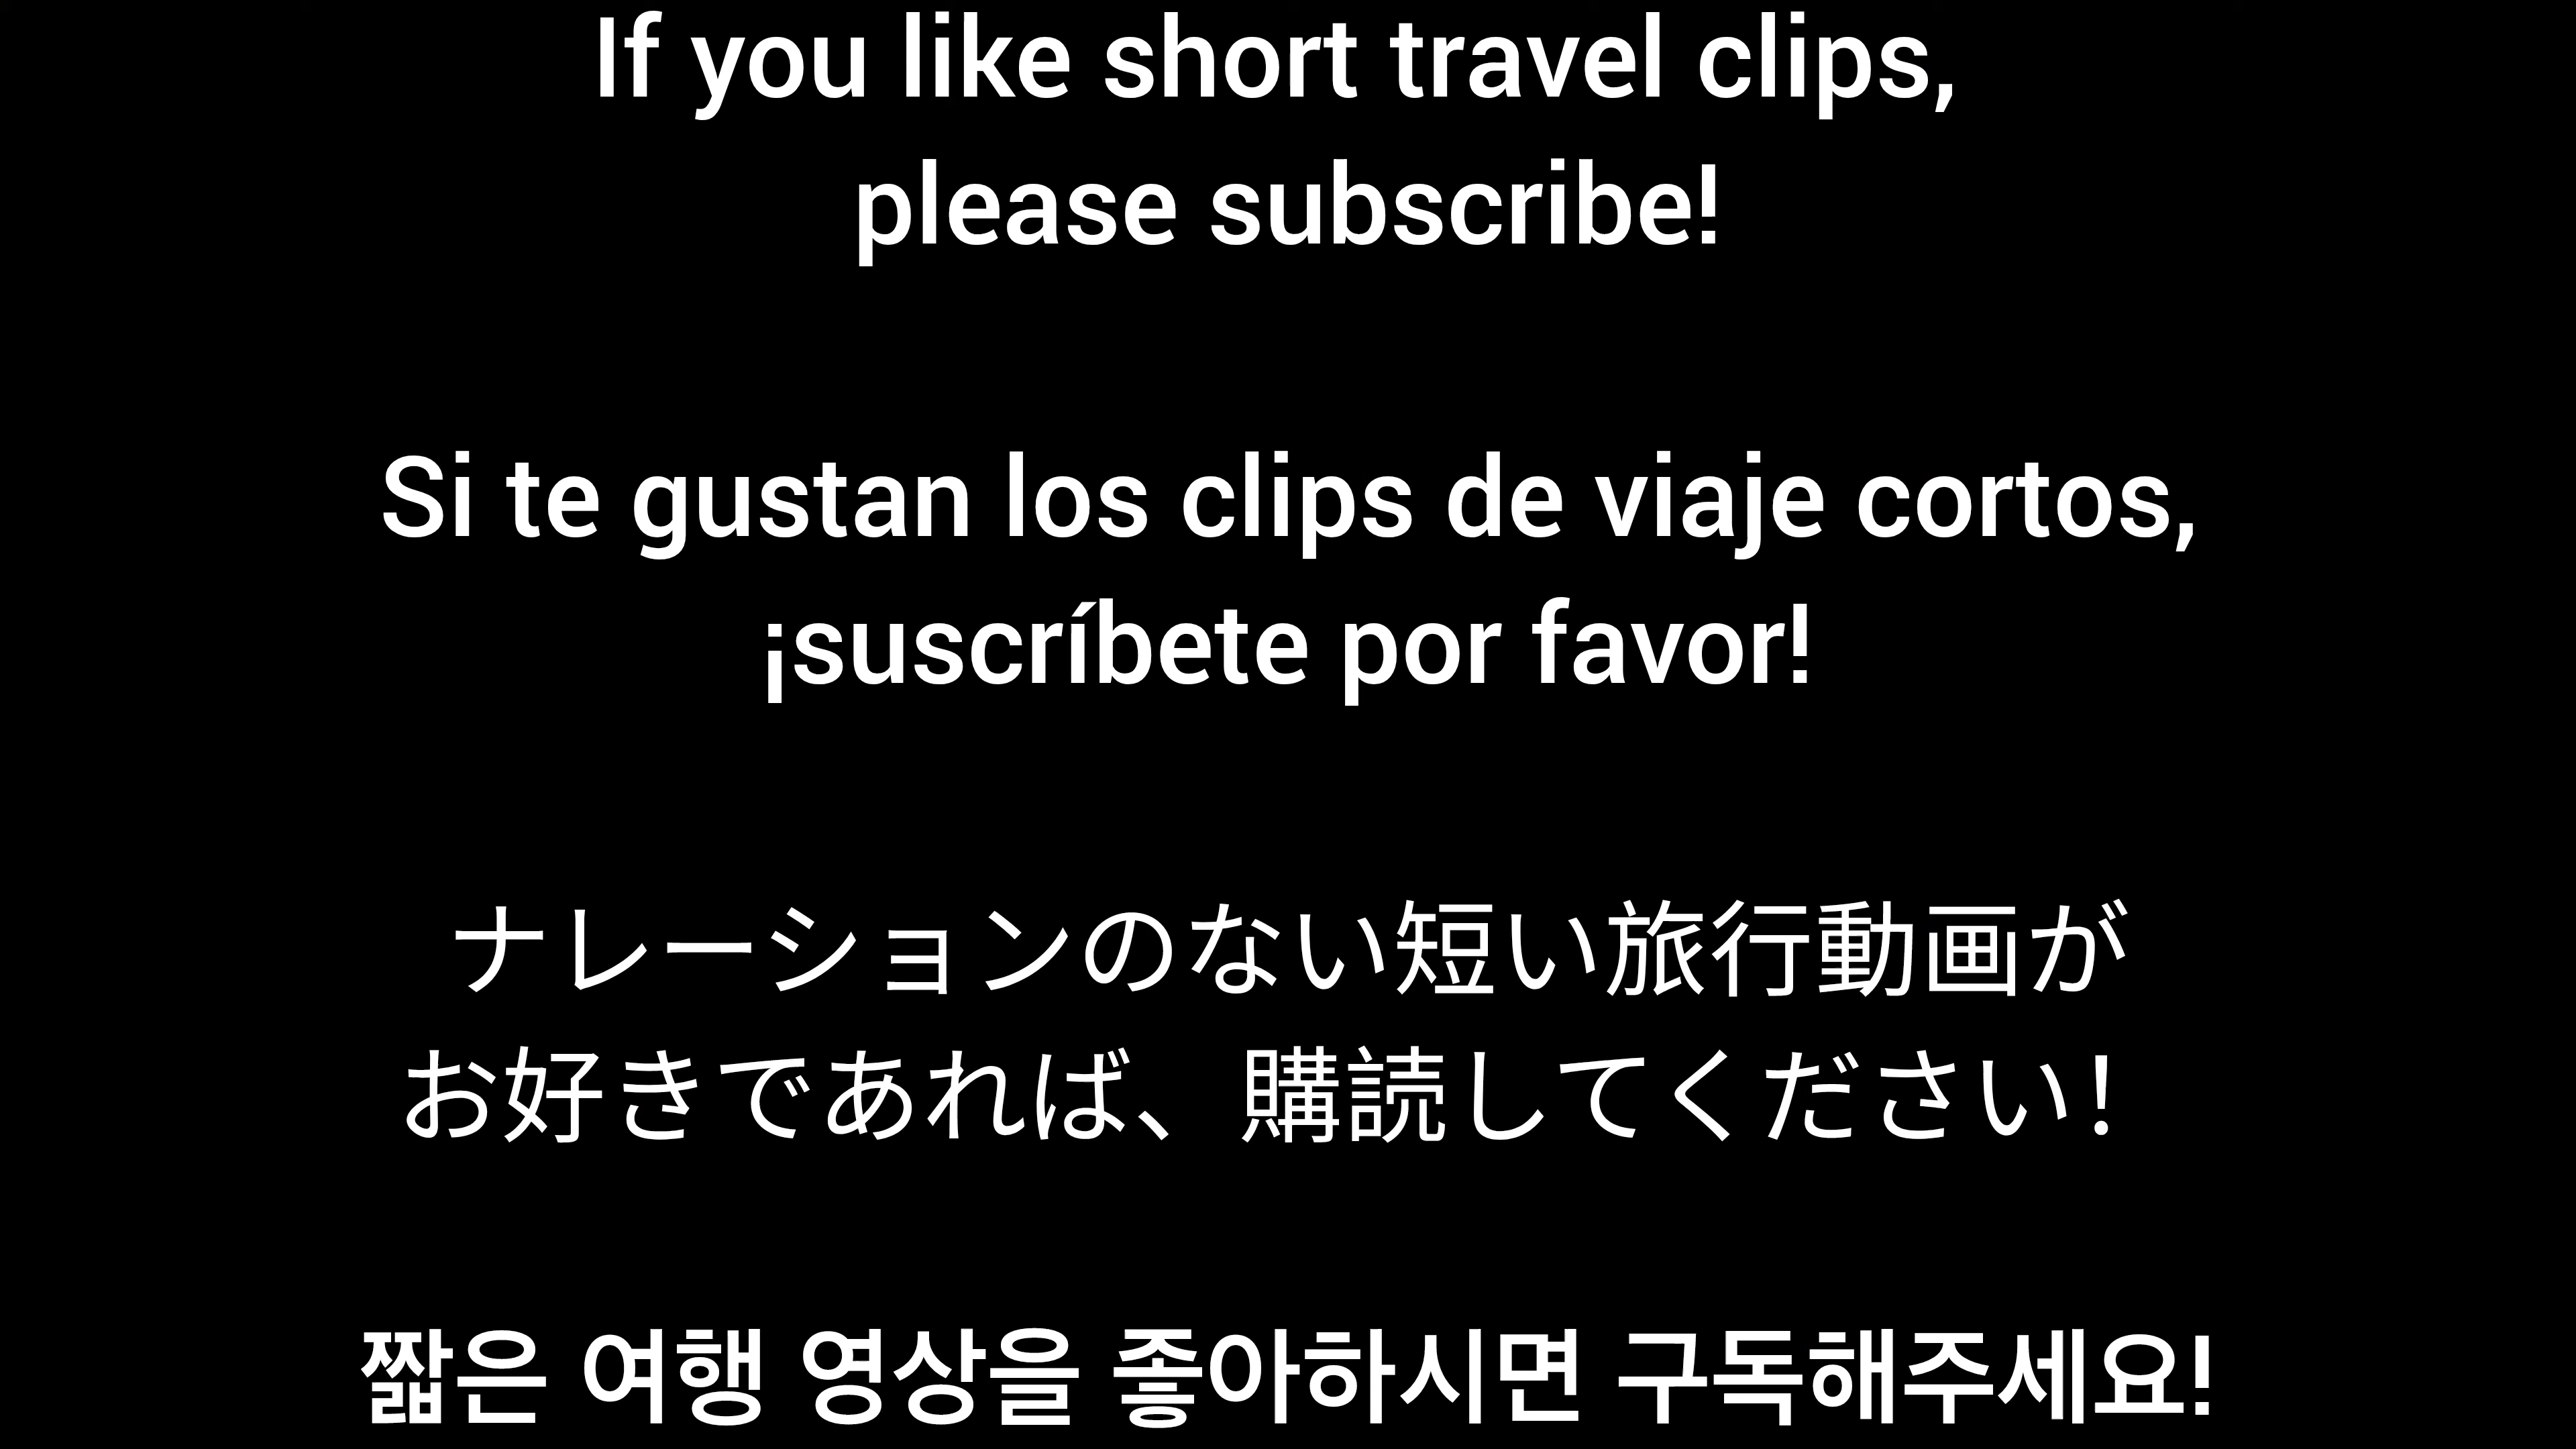 If you like short travel clips,
please subscribe!
Si te gustan los clips de viaje cortos,
¡suscríbete por favor!
ナレーションのない短い旅行動画が
お好きであれば、購読してください!
짧은 여행 영상을 좋아하시면 구독해주세요!